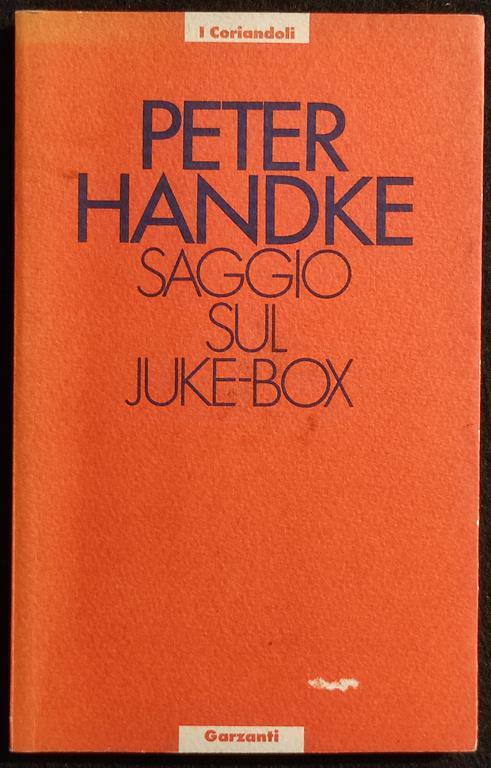 I Coriandoli
PETER
HANDKE
SAGGIO
SUL
JUKE-BOX
Garzanti